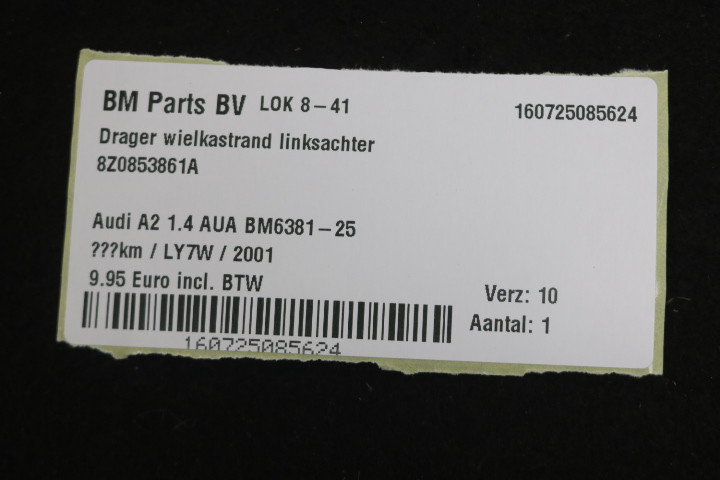 BM Parts BV LOK 8-41 160725085624
Drager wielkastrand linksachter
8Z0853861A
Audi A2 1.4 AUA BM6381-25
???km / LY7W / 2001
9.95 Euro incl. BTW
Verz: 10
Aantal: 1
160725085624